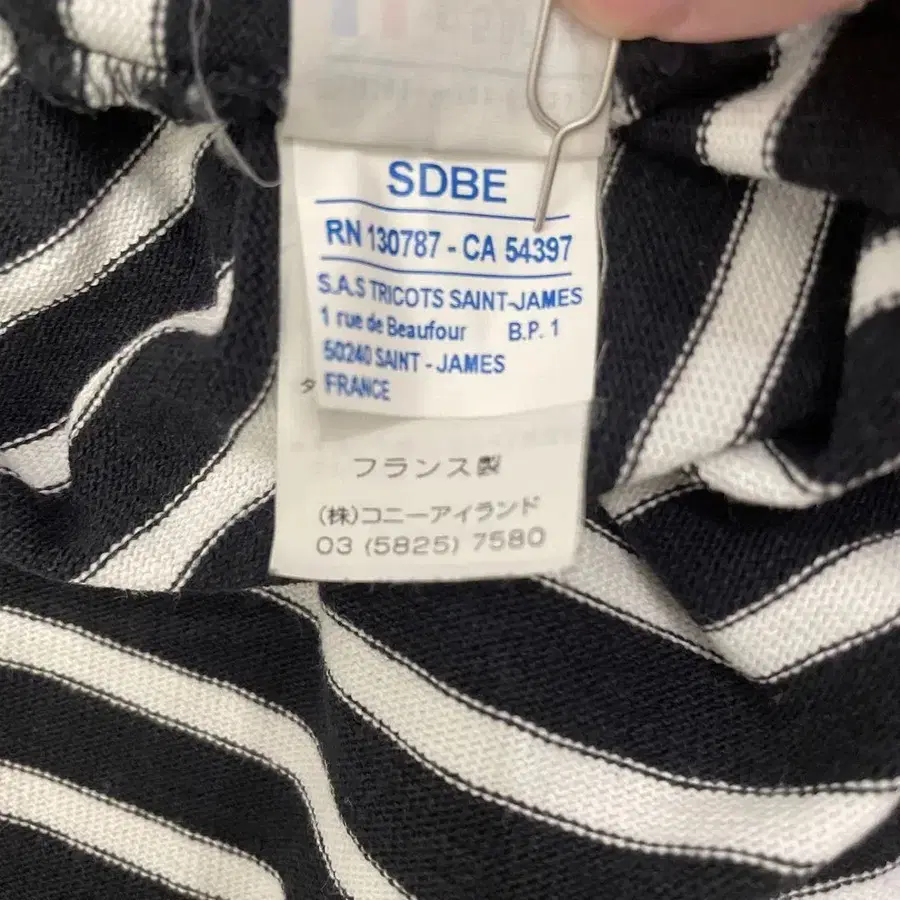 SDBE
RN 130787 - CA 54397
S.A.S TRICOTS SAINT-JAMES
1 rue de Beaufour B.P. 1
50240 SAINT - JAMES
タ FRANCE
フランス製
(株)コニーアイランド
03 (5825) 7580